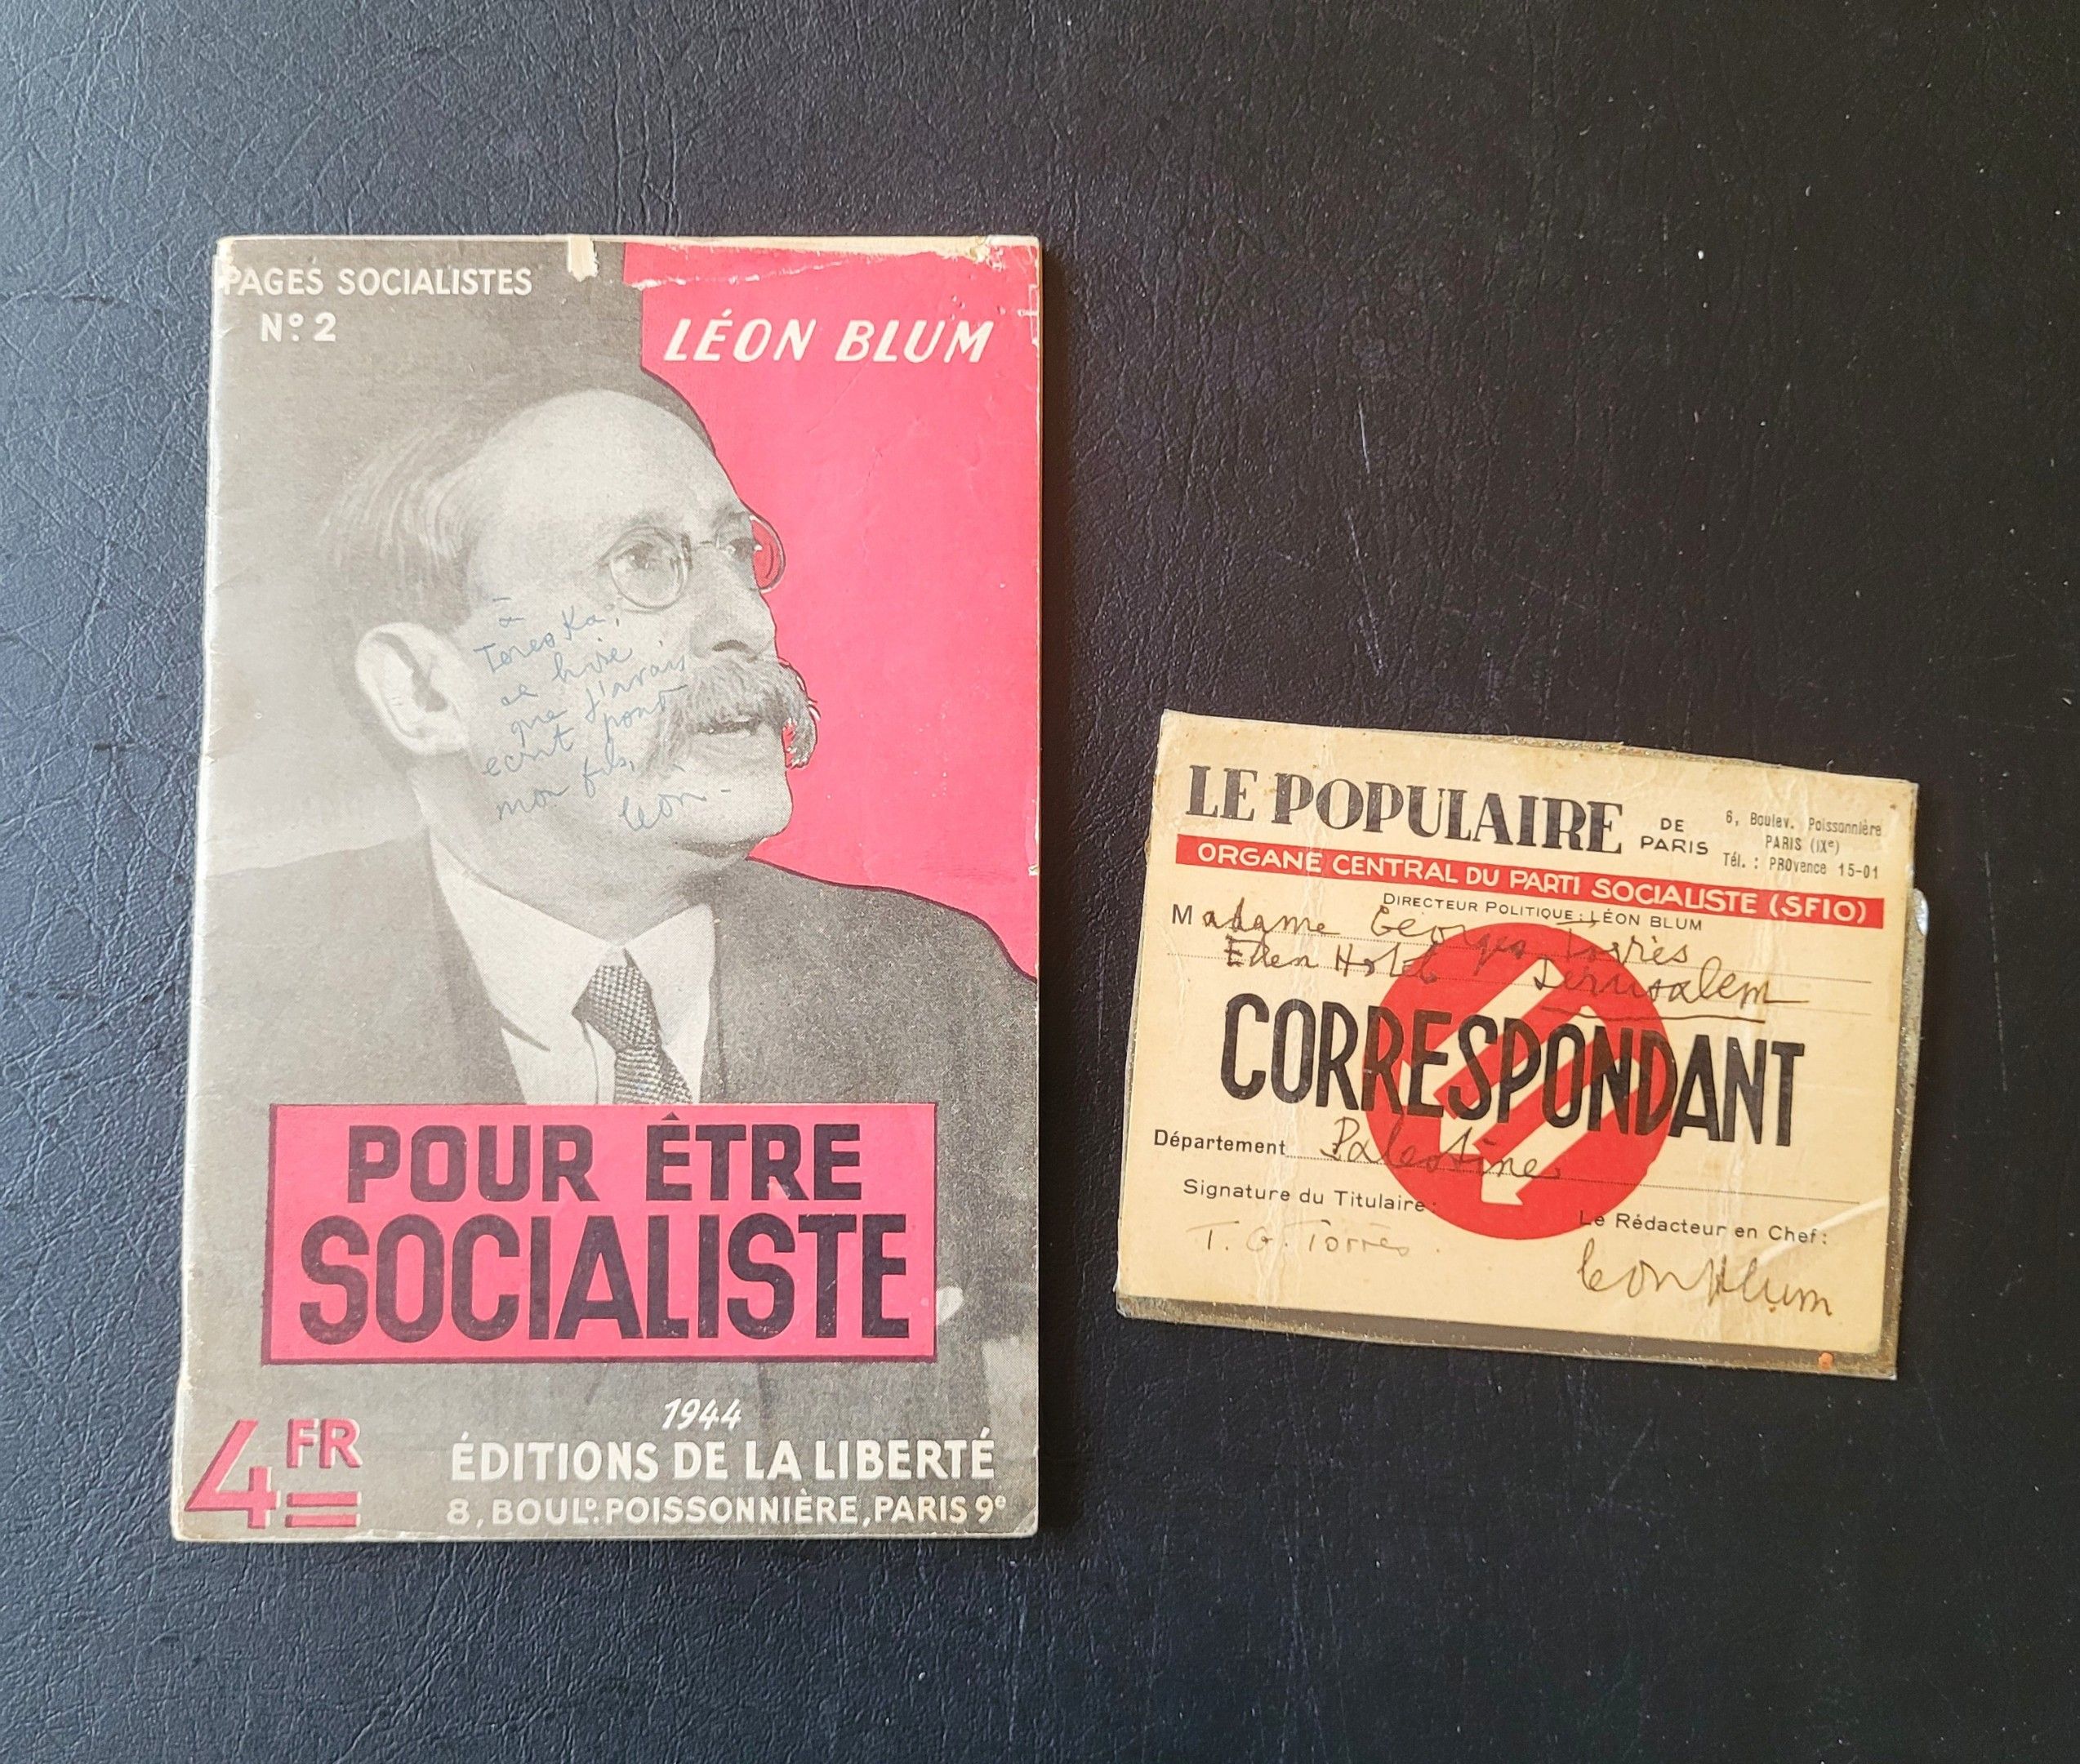 PAGES SOCIALISTES
Nº 2
LÉON BLUM
à
Tereska,
ce livre
que j'avais
écrit pour
mon fils,
Léon -
POUR ÊTRE
SOCIALISTE
4 FR
1944
ÉDITIONS DE LA LIBERTÉ
8, BOULD. POISSONNIÈRE, PARIS 9e
LE POPULAIRE DE PARIS
6, Boulev. Poissonnière
PARIS (IXe)
Tél. : PROvence 15-01
ORGANE CENTRAL DU PARTI SOCIALISTE (SFIO)
DIRECTEUR POLITIQUE : LÉON BLUM
Madame Georges Torrès
Eden Hotel Jerusalem
CORRESPONDANT
Département Palestine
Signature du Titulaire :
T. G. Torrès.
Le Rédacteur en Chef :
Léon Blum